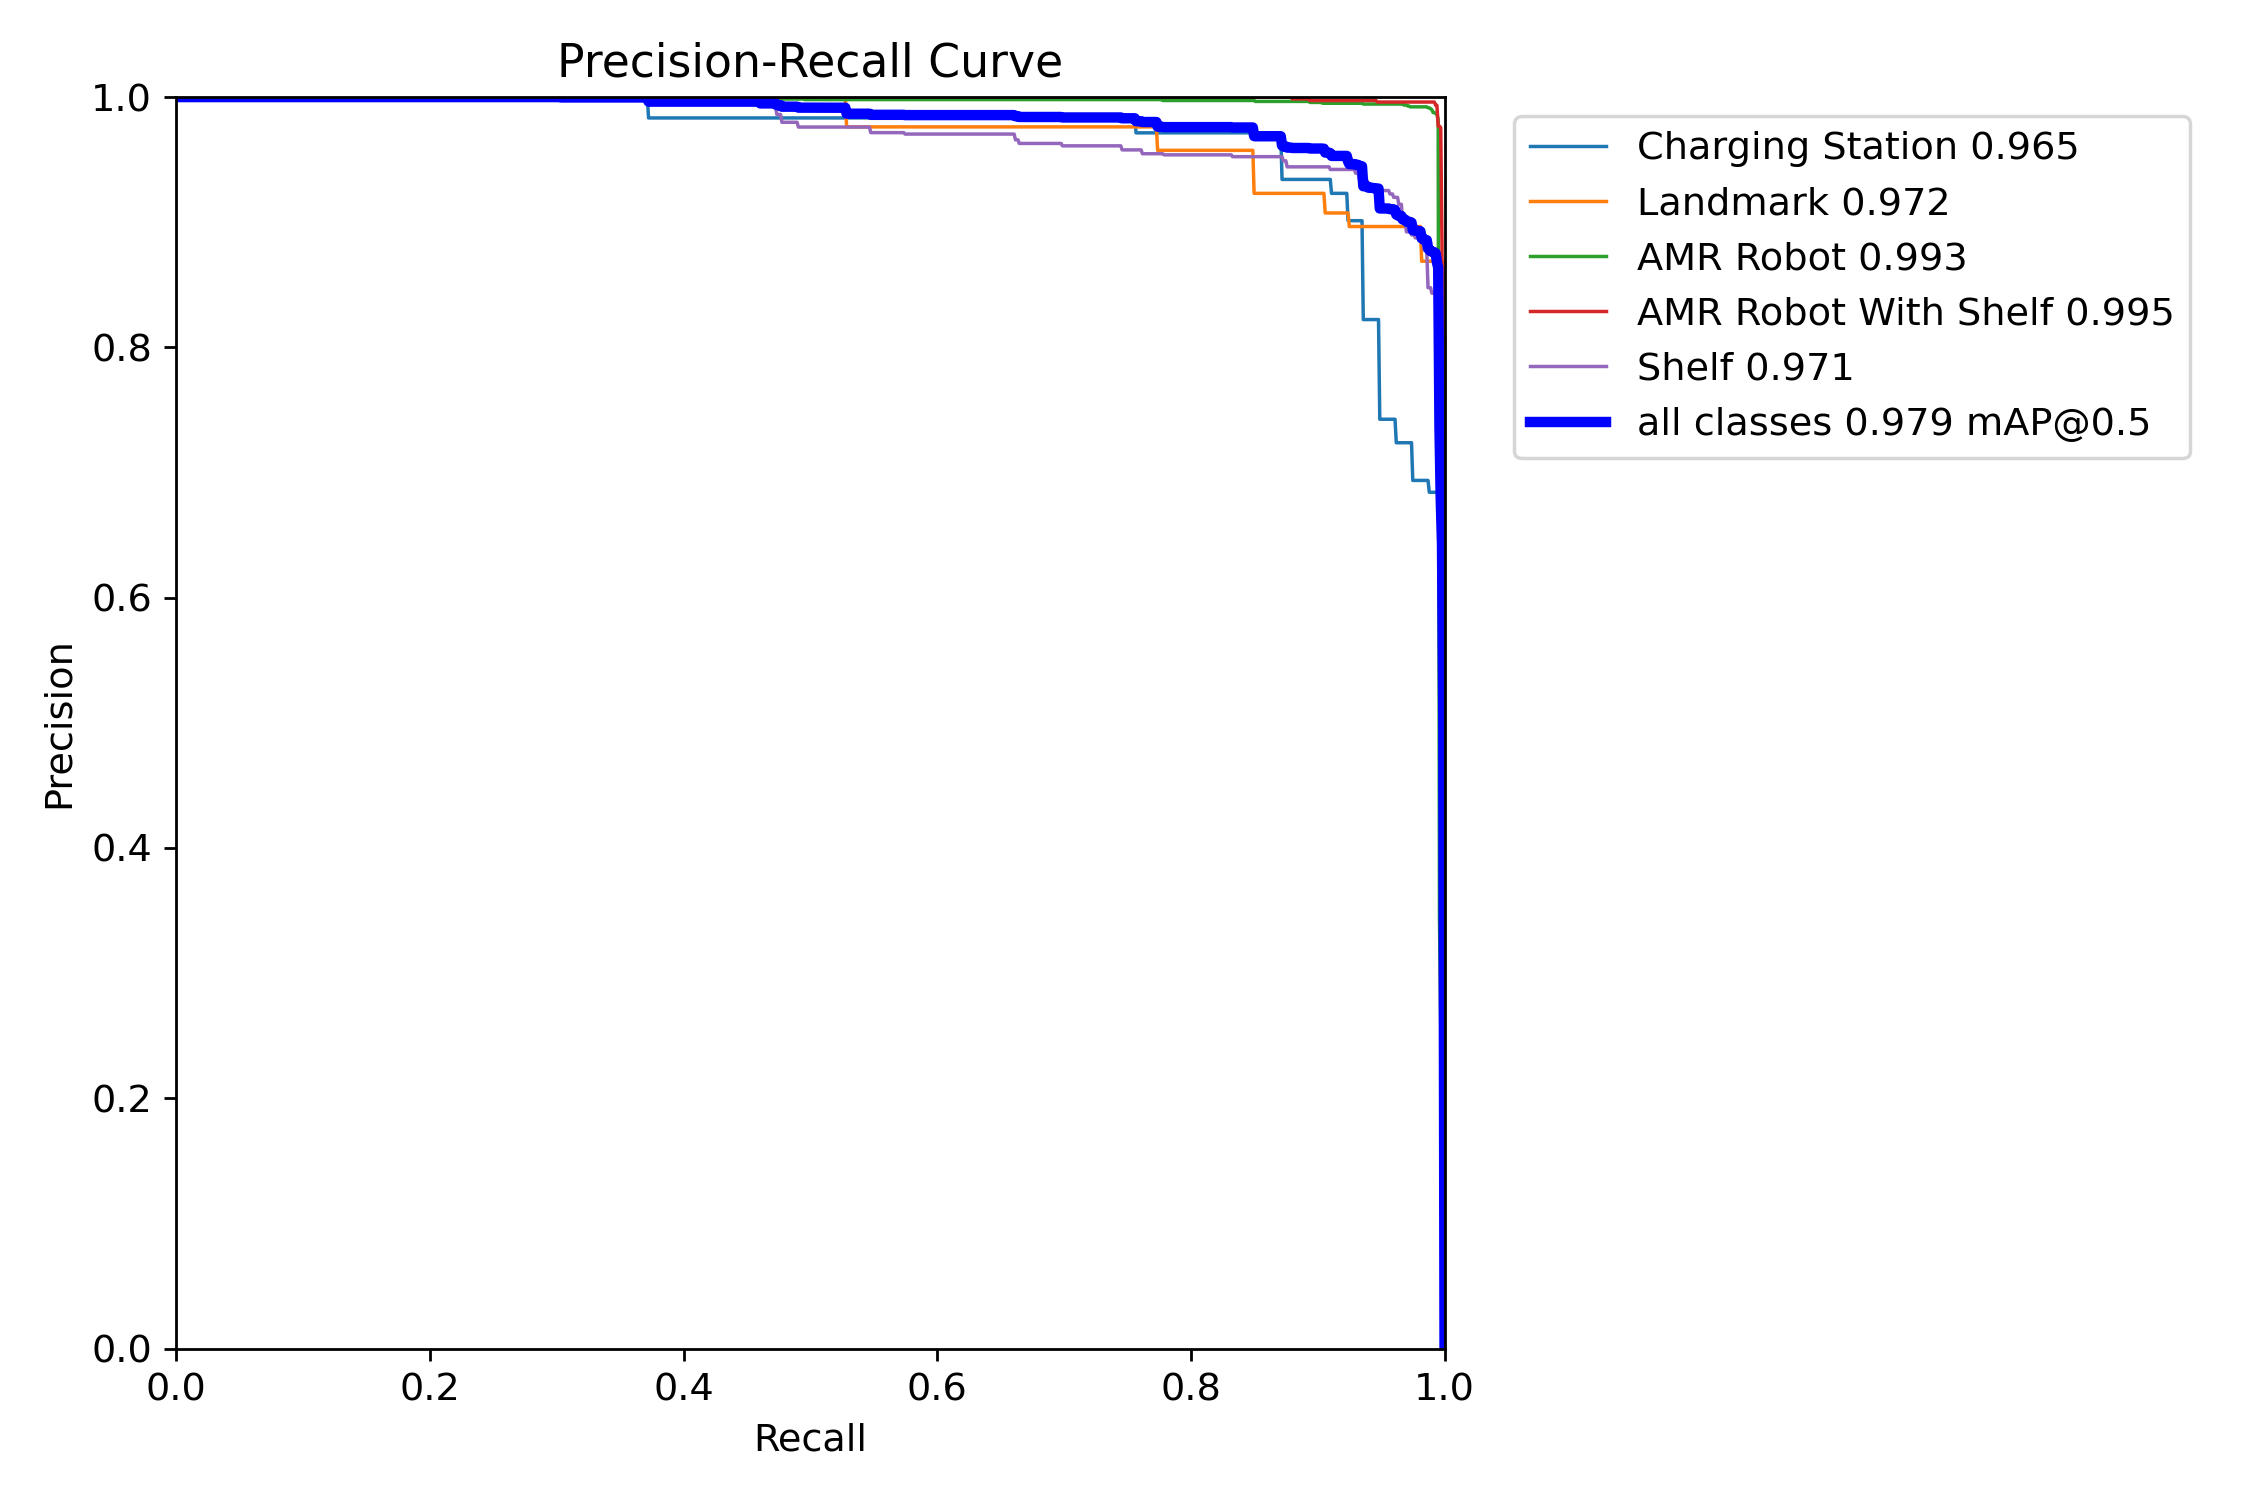 Precision-Recall Curve
1.0
0.8
0.6
0.4
0.2
0.0
Precision
0.0 0.2 0.4 0.6 0.8 1.0
Recall
Charging Station 0.965
Landmark 0.972
AMR Robot 0.993
AMR Robot With Shelf 0.995
Shelf 0.971
all classes 0.979 mAP@0.5